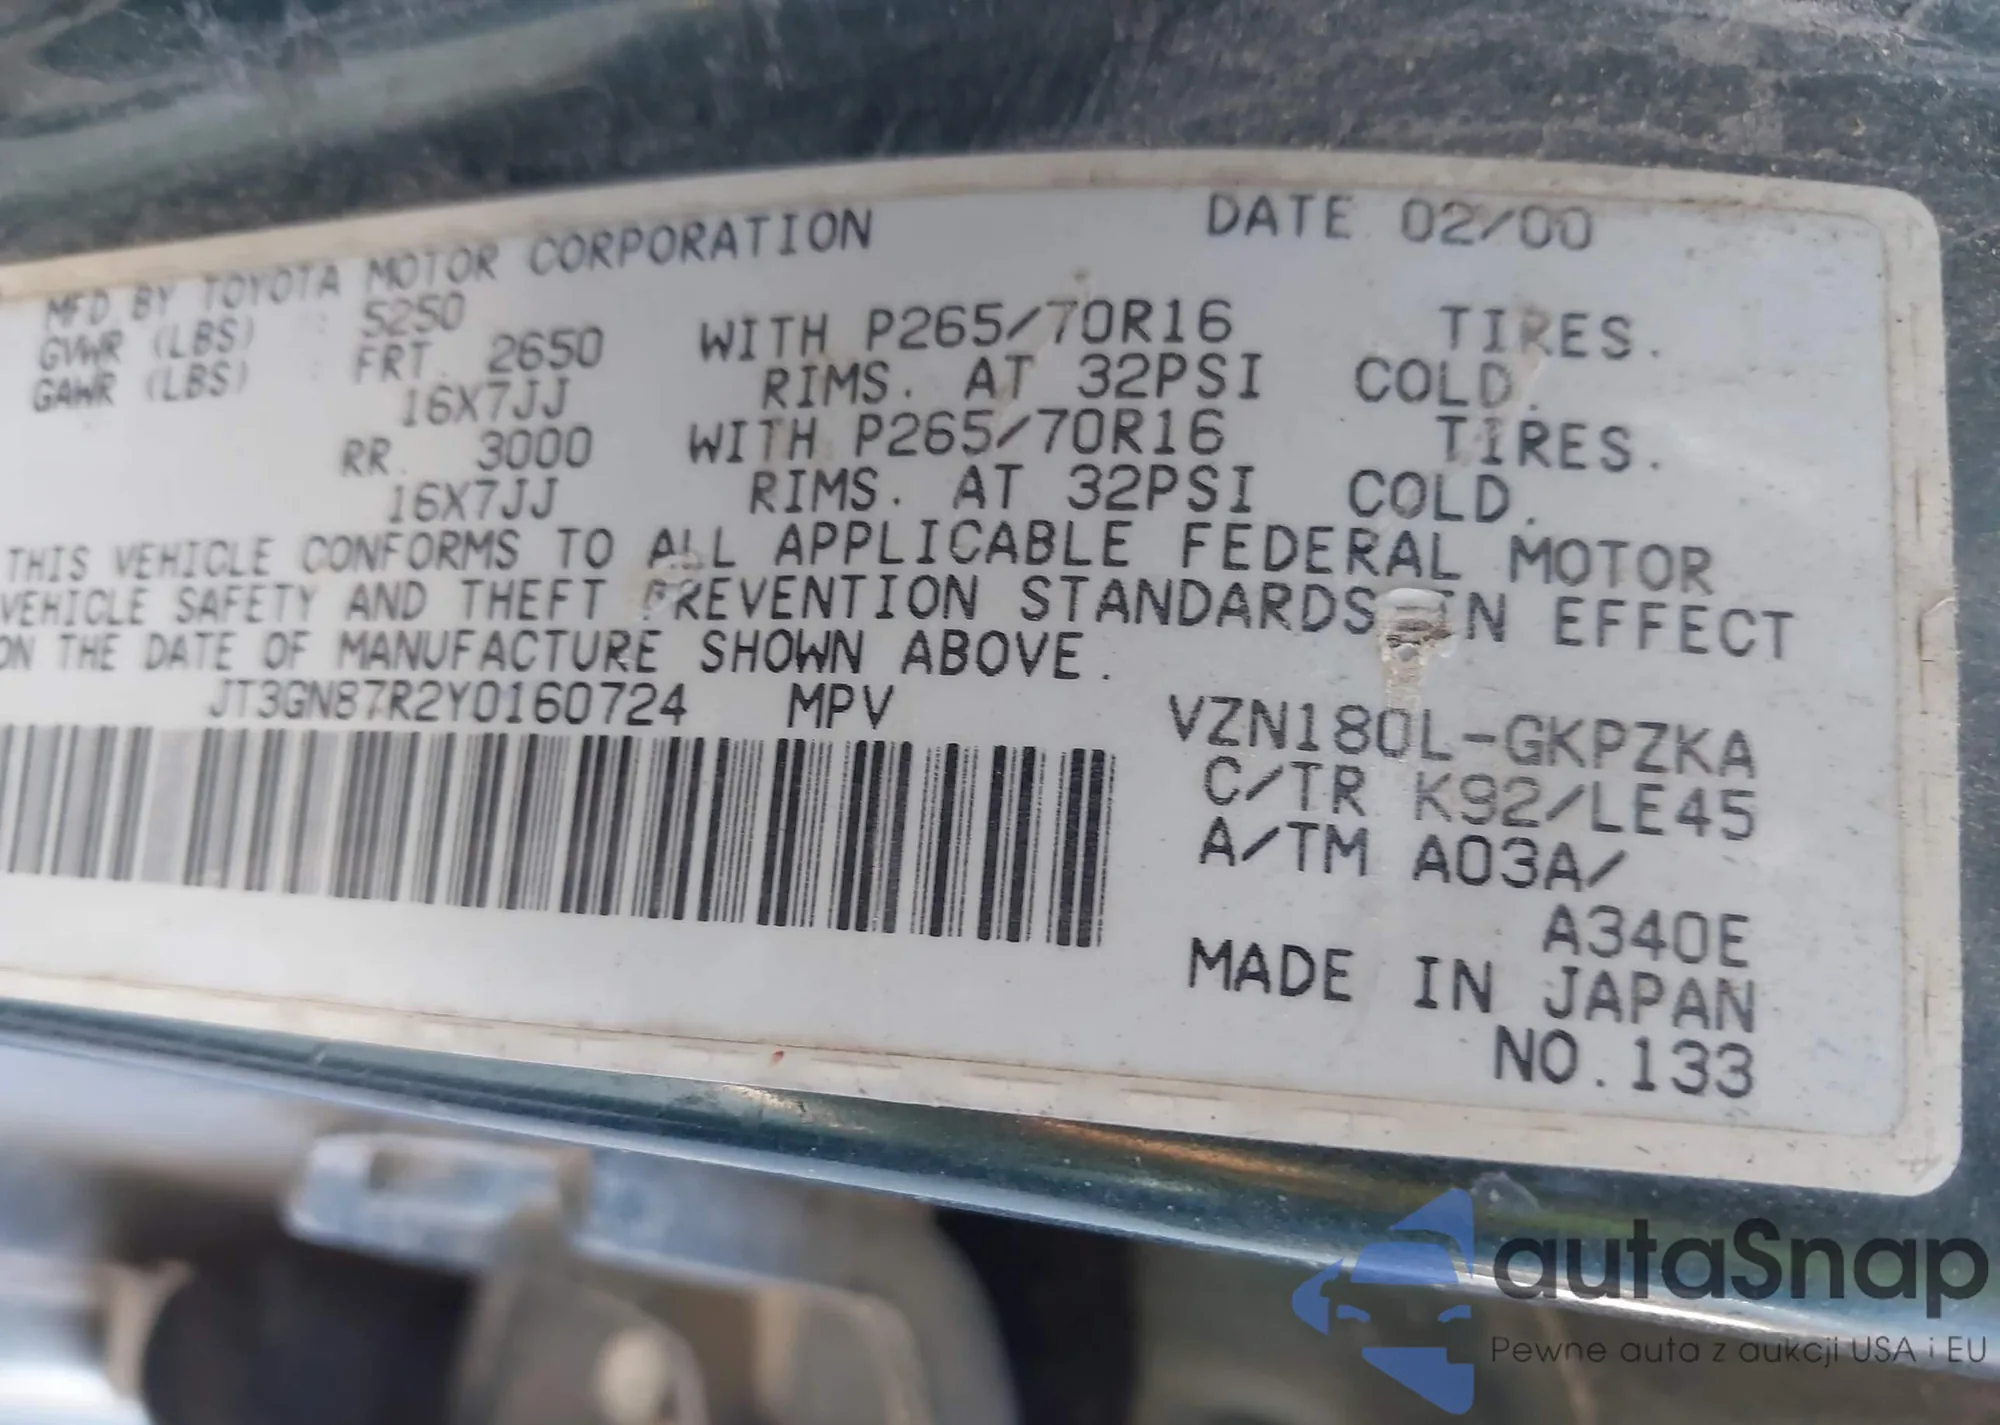 MFD. BY TOYOTA MOTOR CORPORATION DATE 02/00
GVWR (LBS) : 5250
GAWR (LBS) : FRT. 2650 WITH P265/70R16 TIRES.
16X7JJ RIMS. AT 32PSI COLD.
RR. 3000 WITH P265/70R16 TIRES.
16X7JJ RIMS. AT 32PSI COLD.
THIS VEHICLE CONFORMS TO ALL APPLICABLE FEDERAL MOTOR
VEHICLE SAFETY AND THEFT PREVENTION STANDARDS IN EFFECT
ON THE DATE OF MANUFACTURE SHOWN ABOVE.
JT3GN87R2Y0160724 MPV VZN180L-GKPZKA
C/TR K92/LE45
A/TM A03A/
A340E
MADE IN JAPAN
NO.133
autaSnap
Pewne auta z aukcji USA i EU